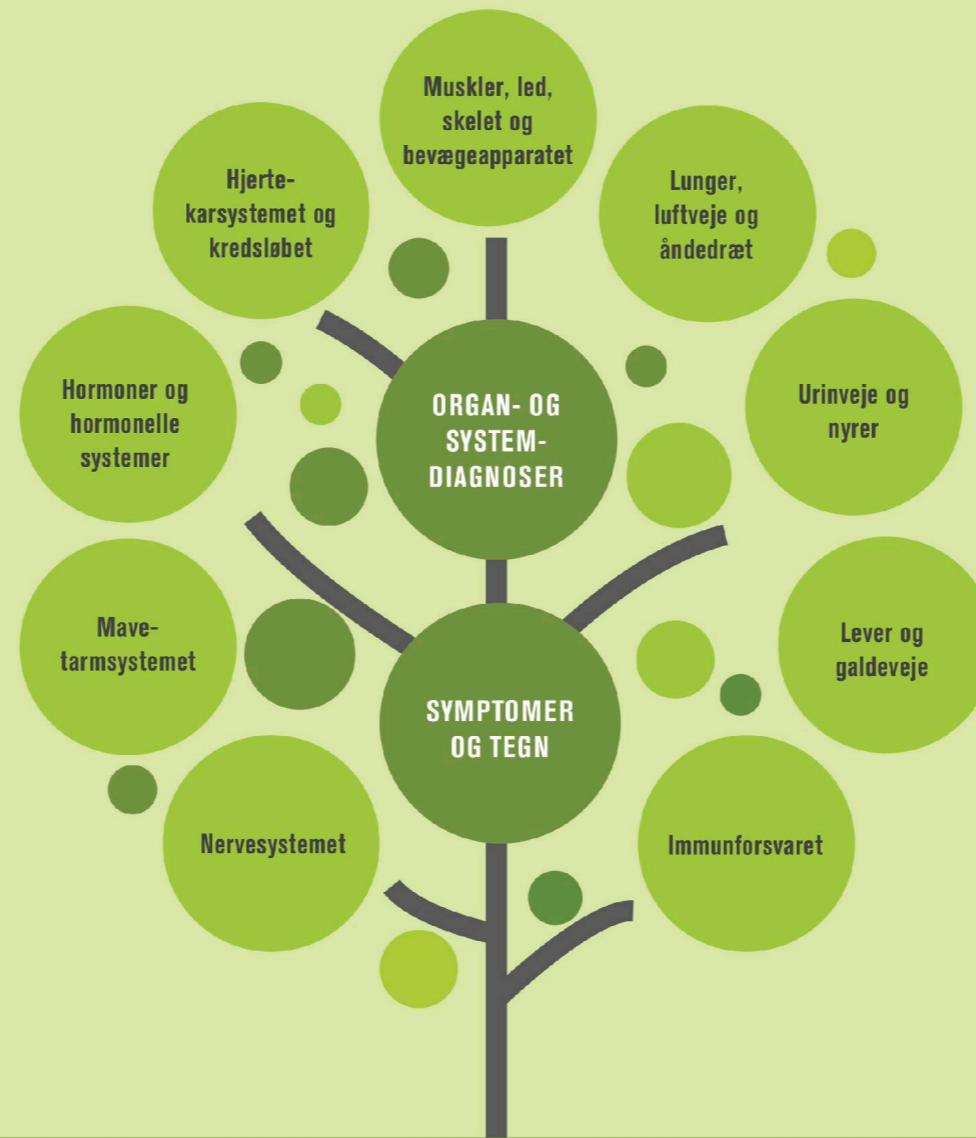 Muskler, led,
skelet og
bevægeapparatet
Hjerte-
karsystemet og
kredsløbet
Lunger,
luftveje og
åndedræt
Hormoner og
hormonelle
systemer
ORGAN- OG
SYSTEM-
DIAGNOSER
Urinveje og
nyrer
Mave-
tarmsystemet
Lever og
galdeveje
SYMPTOMER
OG TEGN
Nervesystemet
Immunforsvaret